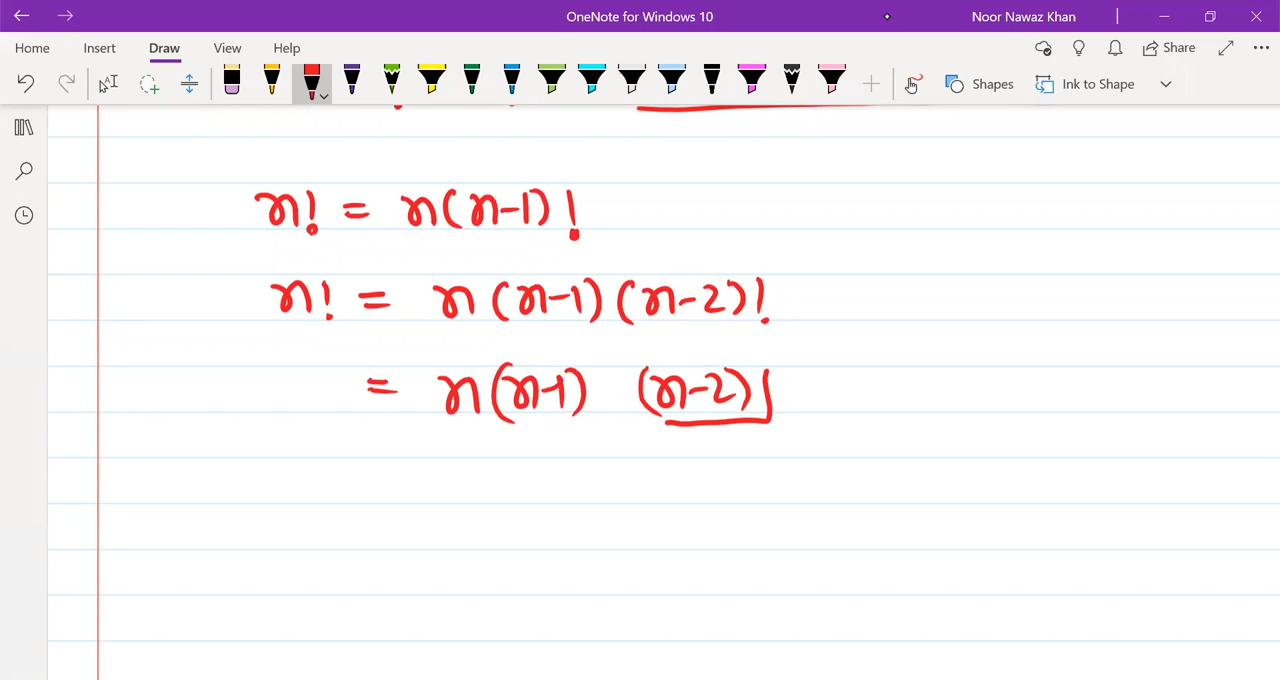 OneNote for Windows 10
Noor Nawaz Khan
Home Insert Draw View Help
Share
Shapes
Ink to Shape
n! = n(n-1)!
n! = n(n-1)(n-2)!
= n(n-1) (n-2)